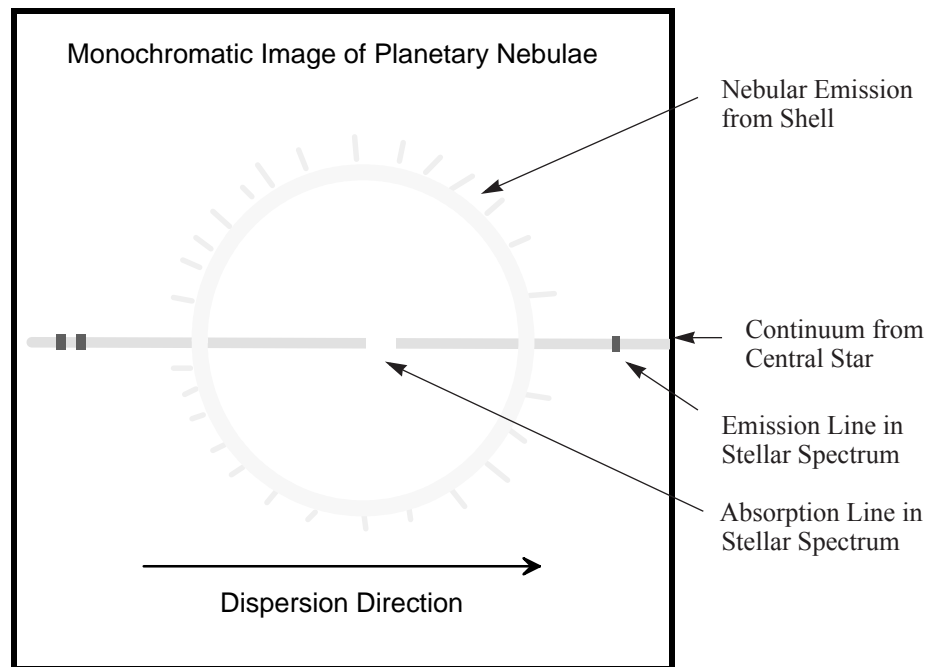 Monochromatic Image of Planetary Nebulae
Nebular Emission
from Shell
Continuum from
Central Star
Emission Line in
Stellar Spectrum
Absorption Line in
Stellar Spectrum
Dispersion Direction